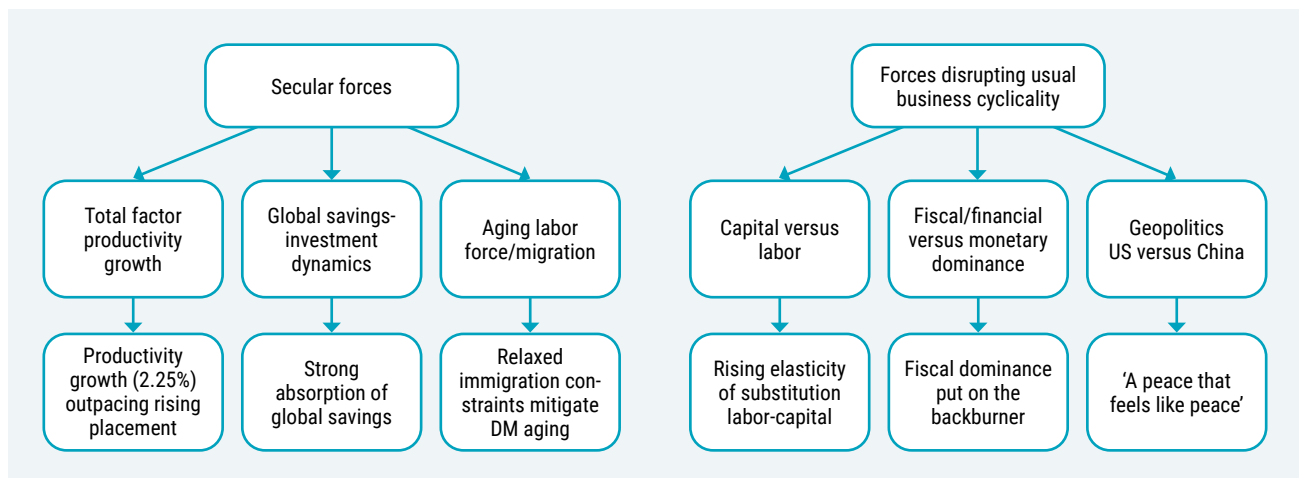 Secular forces
Forces disrupting usual
business cyclicality
Total factor
productivity
growth
Global savings-
investment
dynamics
Aging labor
force/migration
Capital versus
labor
Fiscal/financial
versus monetary
dominance
Geopolitics
US versus China
Productivity
growth (2.25%)
outpacing rising
placement
Strong
absorption of
global savings
Relaxed
immigration con-
straints mitigate
DM aging
Rising elasticity
of substitution
labor-capital
Fiscal dominance
put on the
backburner
‘A peace that
feels like peace’